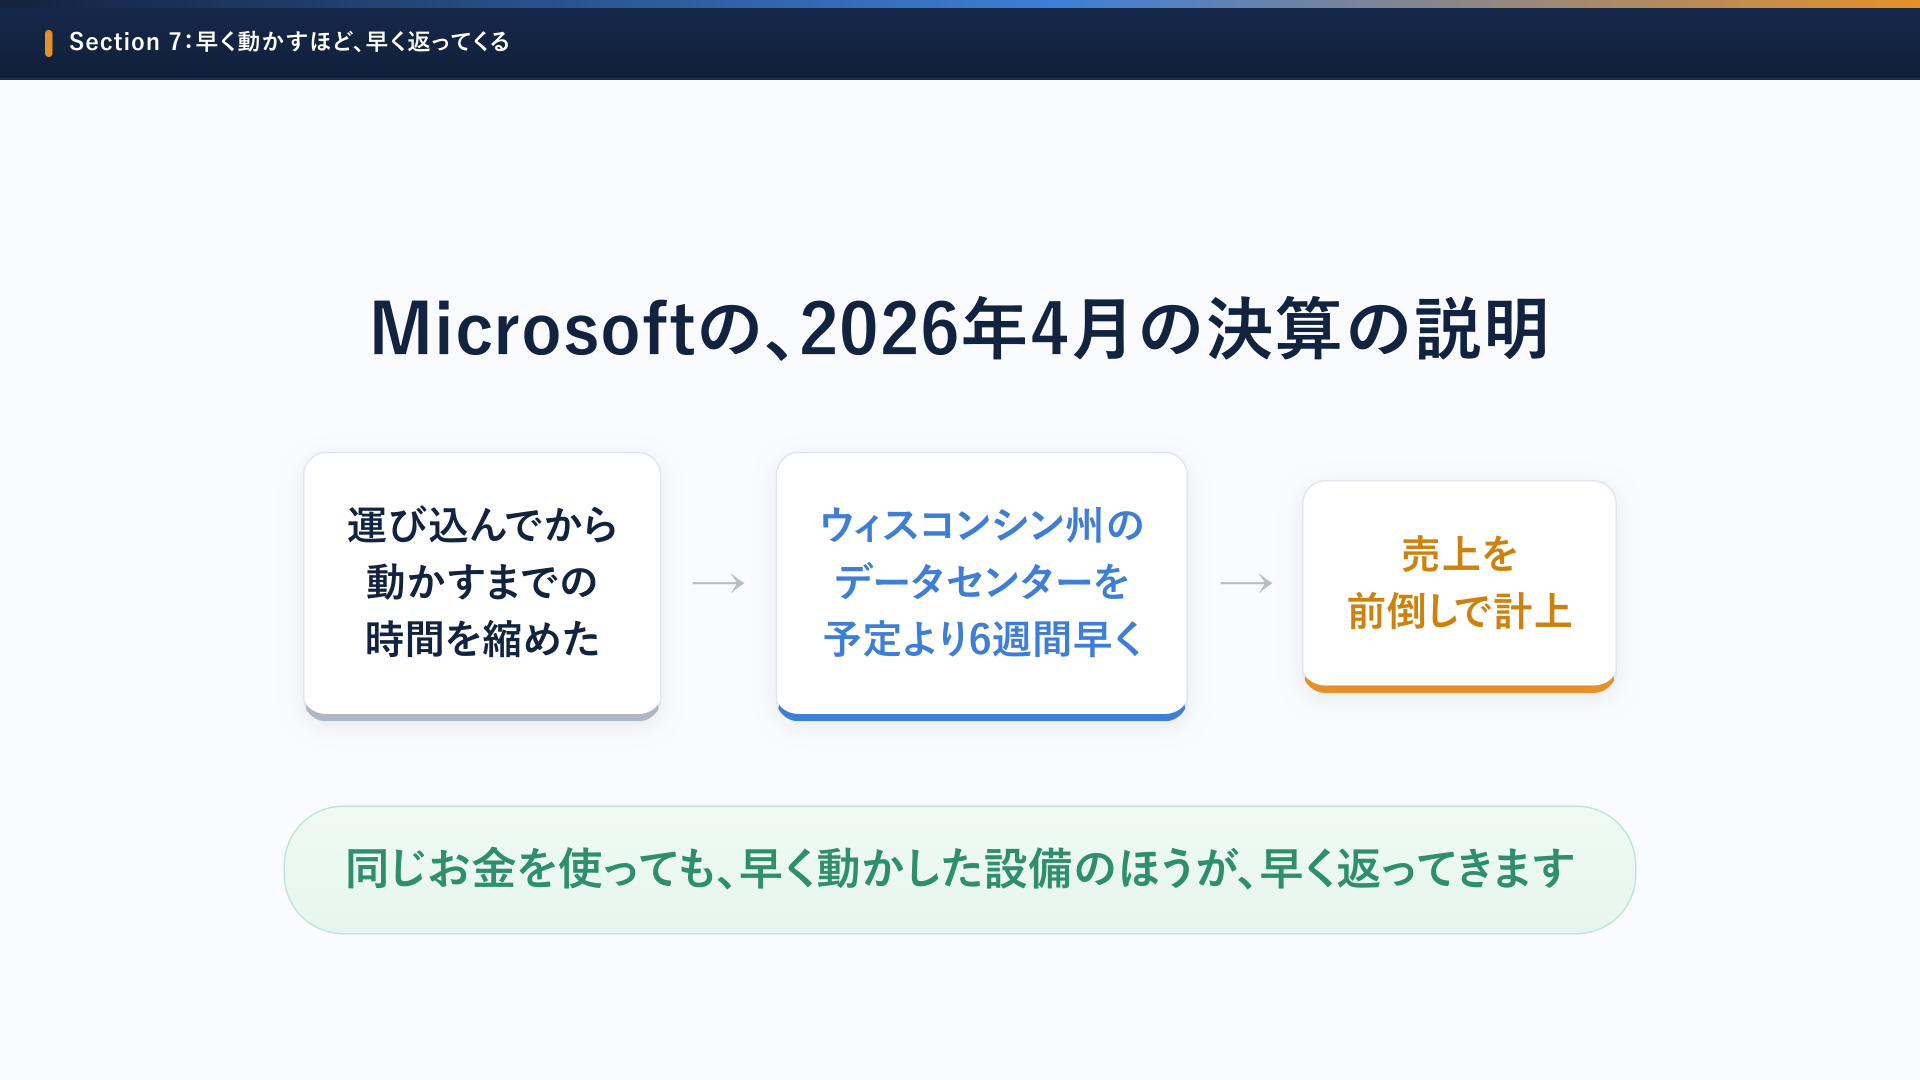 Section 7：早く動かすほど、早く返ってくる
Microsoftの、2026年4月の決算の説明
運び込んでから
動かすまでの
時間を縮めた
→
ウィスコンシン州の
データセンターを
予定より6週間早く
→
売上を
前倒しで計上
同じお金を使っても、早く動かした設備のほうが、早く返ってきます